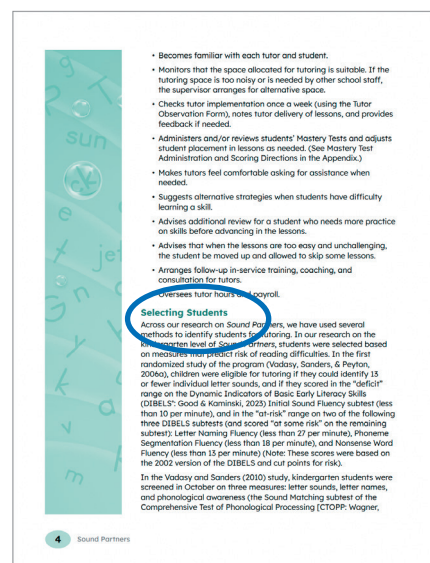 • Becomes familiar with each tutor and student.
• Monitors that the space allocated for tutoring is suitable. If the
tutoring space is too noisy or is needed by other school staff,
the supervisor arranges for alternative space.
• Checks tutor implementation once a week (using the Tutor
Observation Form), notes tutor delivery of lessons, and provides
feedback if needed.
• Administers and/or reviews students' Mastery Tests and adjusts
student placement in lessons as needed. (See Mastery Test
Administration and Scoring Directions in the Appendix.)
• Makes tutors feel comfortable asking for assistance when
needed.
• Suggests alternative strategies when students have difficulty
learning a skill.
• Advises additional review for a student who needs more practice
on skills before advancing in the lessons.
• Advises that when the lessons are too easy and unchallenging,
the student be moved up and allowed to skip some lessons.
• Arranges follow-up in-service training, coaching, and
consultation for tutors.
• Oversees tutor hours and payroll.
Selecting Students
Across our research on Sound Partners, we have used several
methods to identify students for tutoring. In our research on the
kindergarten level of Sound Partners, students were selected based
on measures that predict risk of reading difficulties. In the first
randomized study of the program (Vadasy, Sanders, & Peyton,
2006a), children were eligible for tutoring if they could identify 13
or fewer individual letter sounds, and if they scored in the "deficit"
range on the Dynamic Indicators of Basic Early Literacy Skills
(DIBELS®: Good & Kaminski, 2023) Initial Sound Fluency subtest (less
than 10 per minute), and in the "at-risk" range on two of the following
three DIBELS subtests (and scored "at some risk" on the remaining
subtest): Letter Naming Fluency (less than 27 per minute), Phoneme
Segmentation Fluency (less than 18 per minute), and Nonsense Word
Fluency (less than 13 per minute) (Note: These scores were based on
the 2002 version of the DIBELS and cut points for risk).
In the Vadasy and Sanders (2010) study, kindergarten students were
screened in October on three measures: letter sounds, letter names,
and phonological awareness (the Sound Matching subtest of the
Comprehensive Test of Phonological Processing [CTOPP: Wagner,
sun
jet
4 Sound Partners